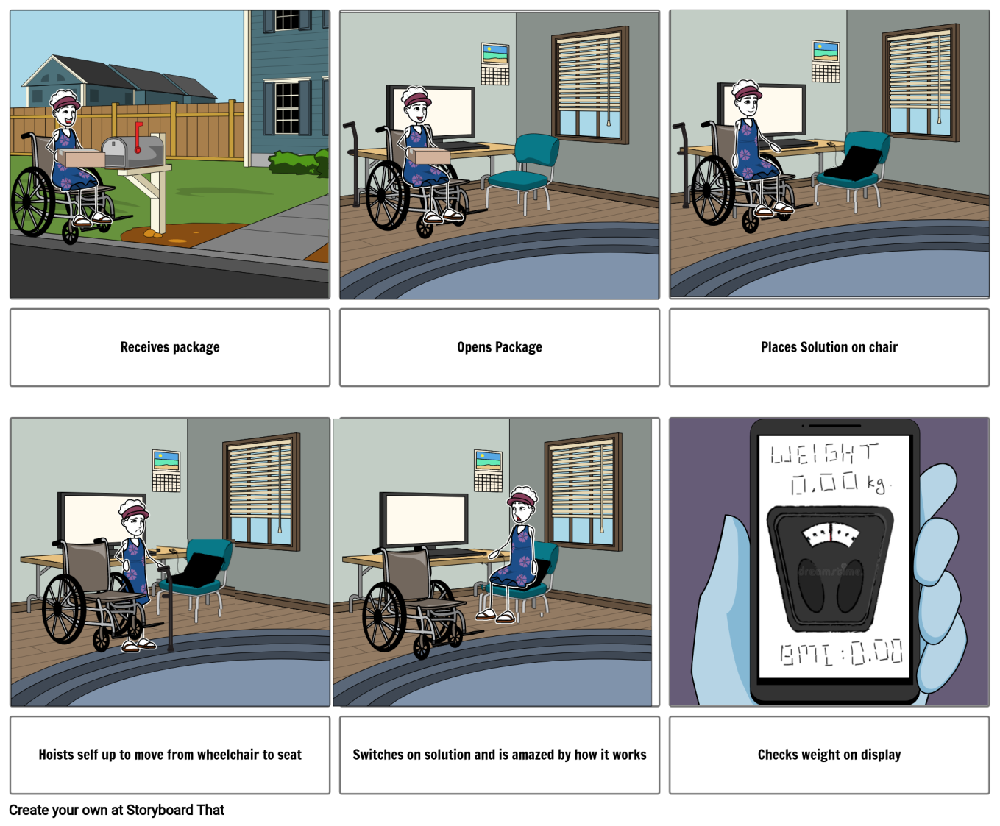 Receives package
Opens Package
Places Solution on chair
Hoists self up to move from wheelchair to seat
Switches on solution and is amazed by how it works
WEIGHT
0.00 kg.
dreamstime
BMI:0.00
Checks weight on display
Create your own at Storyboard That